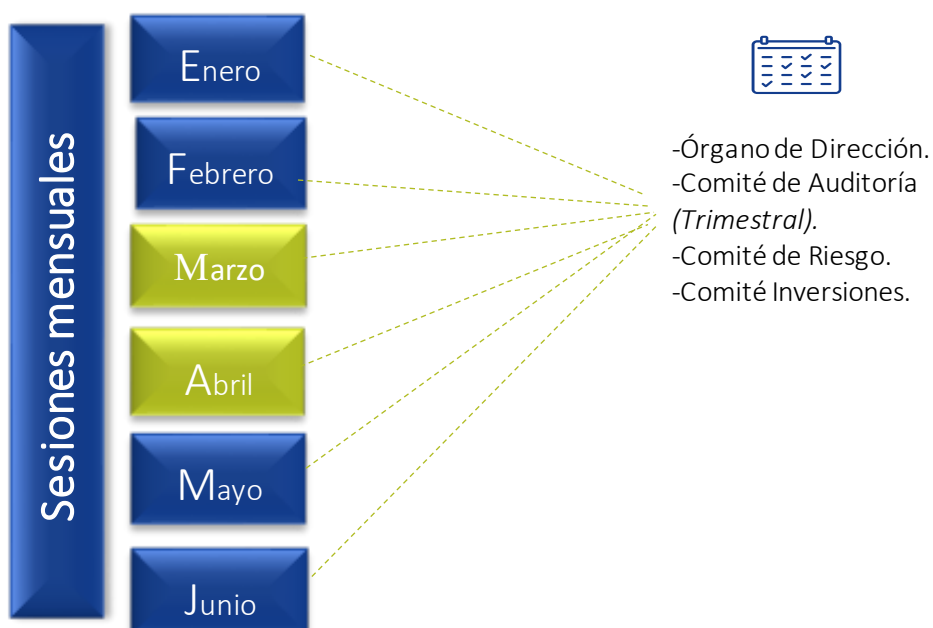 Sesiones mensuales
Enero
Febrero
Marzo
Abril
Mayo
Junio
-Órgano de Dirección.
-Comité de Auditoría
(Trimestral).
-Comité de Riesgo.
-Comité Inversiones.